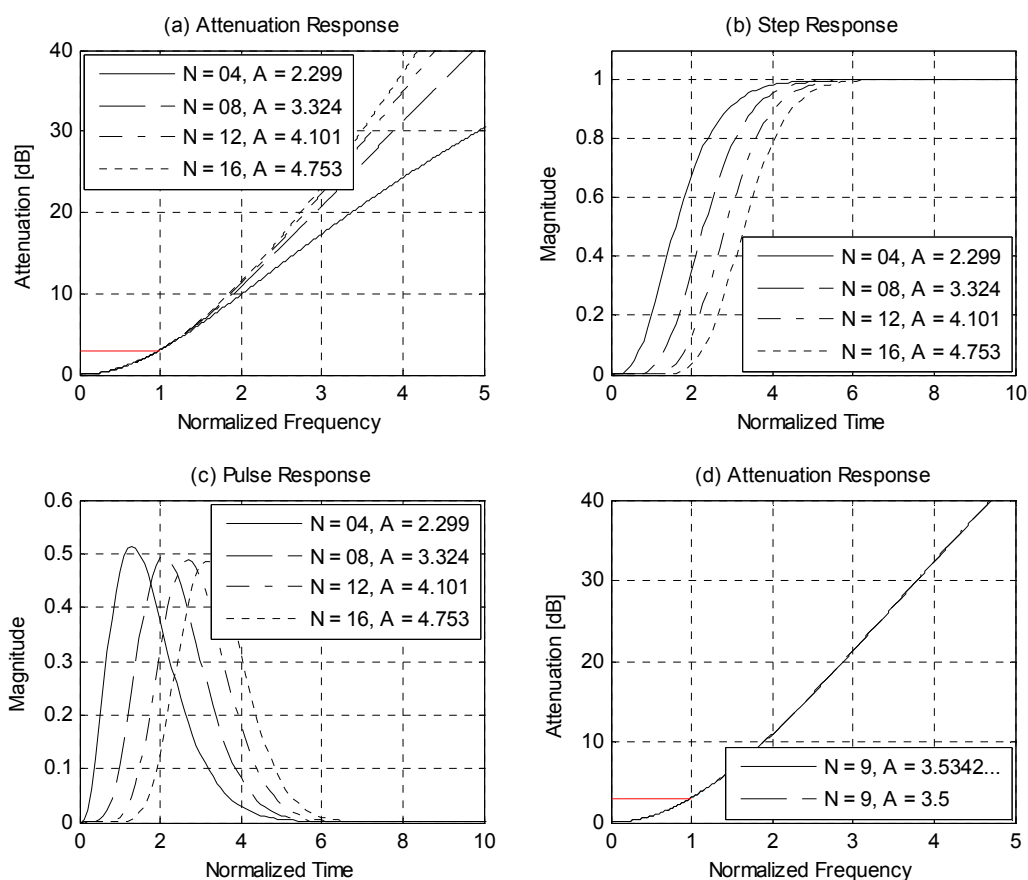 (a) Attenuation Response
40
30
20
10
0
Attenuation [dB]
N = 04, A = 2.299
N = 08, A = 3.324
N = 12, A = 4.101
N = 16, A = 4.753
0 1 2 3 4 5
Normalized Frequency
(b) Step Response
1
0.8
0.6
0.4
0.2
0
Magnitude
N = 04, A = 2.299
N = 08, A = 3.324
N = 12, A = 4.101
N = 16, A = 4.753
0 2 4 6 8 10
Normalized Time
(c) Pulse Response
0.6
0.5
0.4
0.3
0.2
0.1
0
Magnitude
N = 04, A = 2.299
N = 08, A = 3.324
N = 12, A = 4.101
N = 16, A = 4.753
0 2 4 6 8 10
Normalized Time
(d) Attenuation Response
40
30
20
10
0
Attenuation [dB]
N = 9, A = 3.5342...
N = 9, A = 3.5
0 1 2 3 4 5
Normalized Frequency